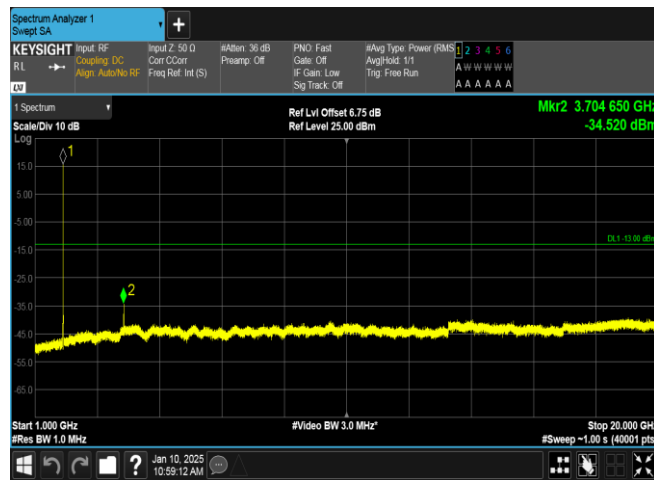 Spectrum Analyzer 1
Swept SA
+
KEYSIGHT
RL
LXI
Input: RF
Coupling: DC
Align: Auto/No RF
Input Z: 50 Ω
Corr CCorr
Freq Ref: Int (S)
#Atten: 36 dB
Preamp: Off
PNO: Fast
Gate: Off
IF Gain: Low
Sig Track: Off
#Avg Type: Power (RMS
Avg|Hold: 1/1
Trig: Free Run
1 2 3 4 5 6
A W W W W W
A A A A A A
1 Spectrum
Scale/Div 10 dB
Log
Ref Lvl Offset 6.75 dB
Ref Level 25.00 dBm
Mkr2 3.704 650 GHz
-34.520 dBm
1
15.0
5.00
-5.00
DL1 -13.00 dBm
-15.0
-25.0
2
-35.0
-45.0
-55.0
-65.0
Start 1.000 GHz
#Res BW 1.0 MHz
#Video BW 3.0 MHz*
Stop 20.000 GHz
#Sweep ~1.00 s (40001 pts
?
Jan 10, 2025
10:59:12 AM